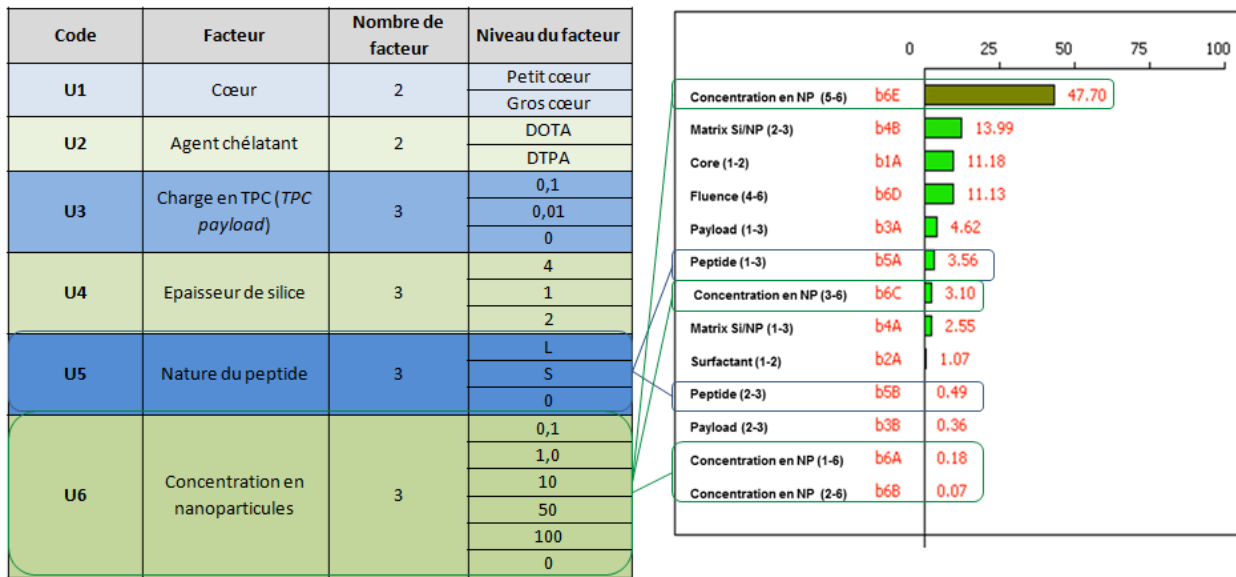 Code Facteur Nombre de facteur Niveau du facteur
U1 Cœur 2 Petit cœur
Gros cœur
U2 Agent chélatant 2 DOTA
DTPA
U3 Charge en TPC (TPC payload) 3 0,1
0,01
0
U4 Epaisseur de silice 3 4
1
2
U5 Nature du peptide 3 L
S
0
U6 Concentration en nanoparticules 3 0,1
1,0
10
50
100
0
0 25 50 75 100
Concentration en NP (5-6) b6E 47.70
Matrix Si/NP (2-3) b4B 13.99
Core (1-2) b1A 11.18
Fluence (4-6) b6D 11.13
Payload (1-3) b3A 4.62
Peptide (1-3) b5A 3.56
Concentration en NP (3-6) b6C 3.10
Matrix Si/NP (1-3) b4A 2.55
Surfactant (1-2) b2A 1.07
Peptide (2-3) b5B 0.49
Payload (2-3) b3B 0.36
Concentration en NP (1-6) b6A 0.18
Concentration en NP (2-6) b6B 0.07